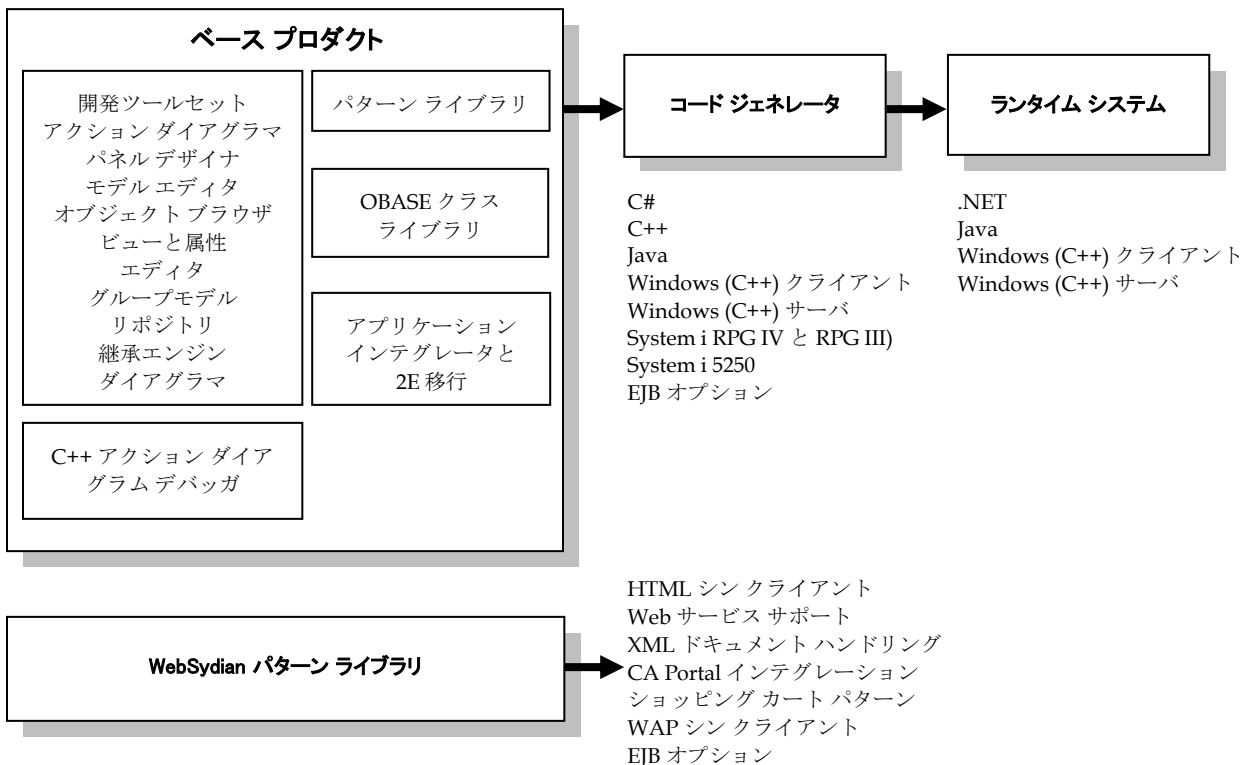 ベース プロダクト
開発ツールセット
アクション ダイアグラマ
パネル デザイナ
モデル エディタ
オブジェクト ブラウザ
ビューと属性
エディタ
グループモデル
リポジトリ
継承エンジン
ダイアグラマ
パターン ライブラリ
OBASE クラス
ライブラリ
アプリケーション
インテグレータと
2E 移行
C++ アクション ダイア
グラム デバッガ
コード ジェネレータ
C#
C++
Java
Windows (C++) クライアント
Windows (C++) サーバ
System i RPG IV と RPG III)
System i 5250
EJB オプション
ランタイム システム
.NET
Java
Windows (C++) クライアント
Windows (C++) サーバ
WebSydian パターン ライブラリ
HTML シン クライアント
Web サービス サポート
XML ドキュメント ハンドリング
CA Portal インテグレーション
ショッピング カート パターン
WAP シン クライアント
EJB オプション